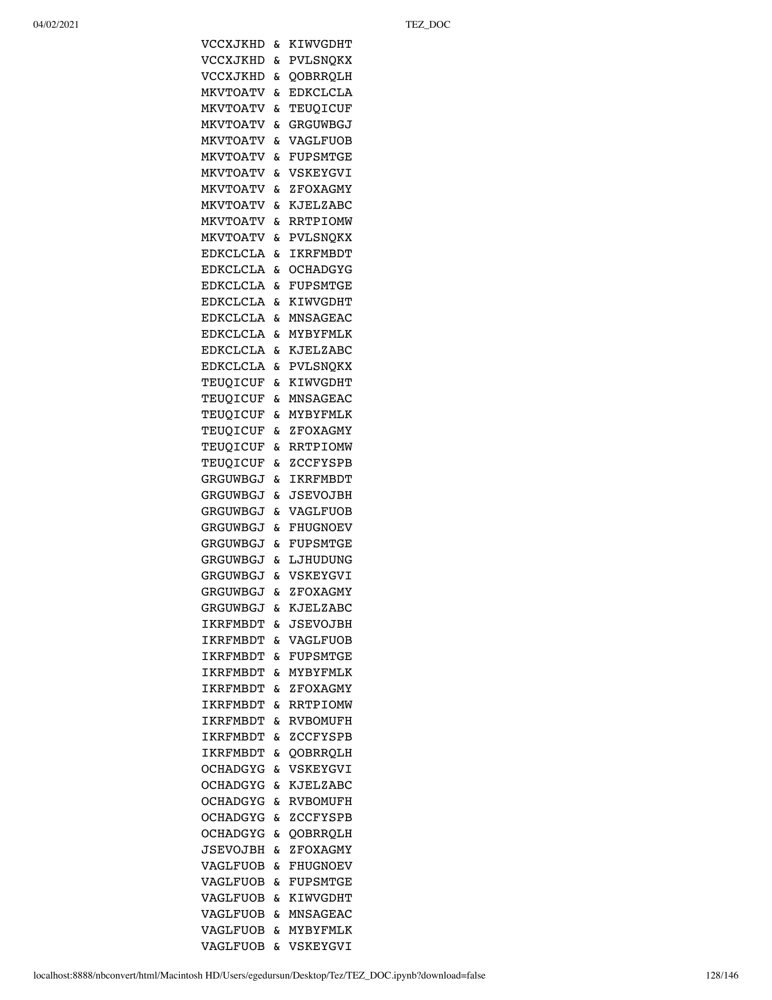 04/02/2021 TEZ_DOC
VCCXJKHD & KIWVGDHT
VCCXJKHD & PVLSNQKX
VCCXJKHD & QOBRRQLH
MKVTOATV & EDKCLCLA
MKVTOATV & TEUQICUF
MKVTOATV & GRGUWBGJ
MKVTOATV & VAGLFUOB
MKVTOATV & FUPSMTGE
MKVTOATV & VSKEYGVI
MKVTOATV & ZFOXAGMY
MKVTOATV & KJELZABC
MKVTOATV & RRTPIOMW
MKVTOATV & PVLSNQKX
EDKCLCLA & IKRFMBDT
EDKCLCLA & OCHADGYG
EDKCLCLA & FUPSMTGE
EDKCLCLA & KIWVGDHT
EDKCLCLA & MNSAGEAC
EDKCLCLA & MYBYFMLK
EDKCLCLA & KJELZABC
EDKCLCLA & PVLSNQKX
TEUQICUF & KIWVGDHT
TEUQICUF & MNSAGEAC
TEUQICUF & MYBYFMLK
TEUQICUF & ZFOXAGMY
TEUQICUF & RRTPIOMW
TEUQICUF & ZCCFYSPB
GRGUWBGJ & IKRFMBDT
GRGUWBGJ & JSEVOJBH
GRGUWBGJ & VAGLFUOB
GRGUWBGJ & FHUGNOEV
GRGUWBGJ & FUPSMTGE
GRGUWBGJ & LJHUDUNG
GRGUWBGJ & VSKEYGVI
GRGUWBGJ & ZFOXAGMY
GRGUWBGJ & KJELZABC
IKRFMBDT & JSEVOJBH
IKRFMBDT & VAGLFUOB
IKRFMBDT & FUPSMTGE
IKRFMBDT & MYBYFMLK
IKRFMBDT & ZFOXAGMY
IKRFMBDT & RRTPIOMW
IKRFMBDT & RVBOMUFH
IKRFMBDT & ZCCFYSPB
IKRFMBDT & QOBRRQLH
OCHADGYG & VSKEYGVI
OCHADGYG & KJELZABC
OCHADGYG & RVBOMUFH
OCHADGYG & ZCCFYSPB
OCHADGYG & QOBRRQLH
JSEVOJBH & ZFOXAGMY
VAGLFUOB & FHUGNOEV
VAGLFUOB & FUPSMTGE
VAGLFUOB & KIWVGDHT
VAGLFUOB & MNSAGEAC
VAGLFUOB & MYBYFMLK
VAGLFUOB & VSKEYGVI
localhost:8888/nbconvert/html/Macintosh HD/Users/egedursun/Desktop/Tez/TEZ_DOC.ipynb?download=false 128/146